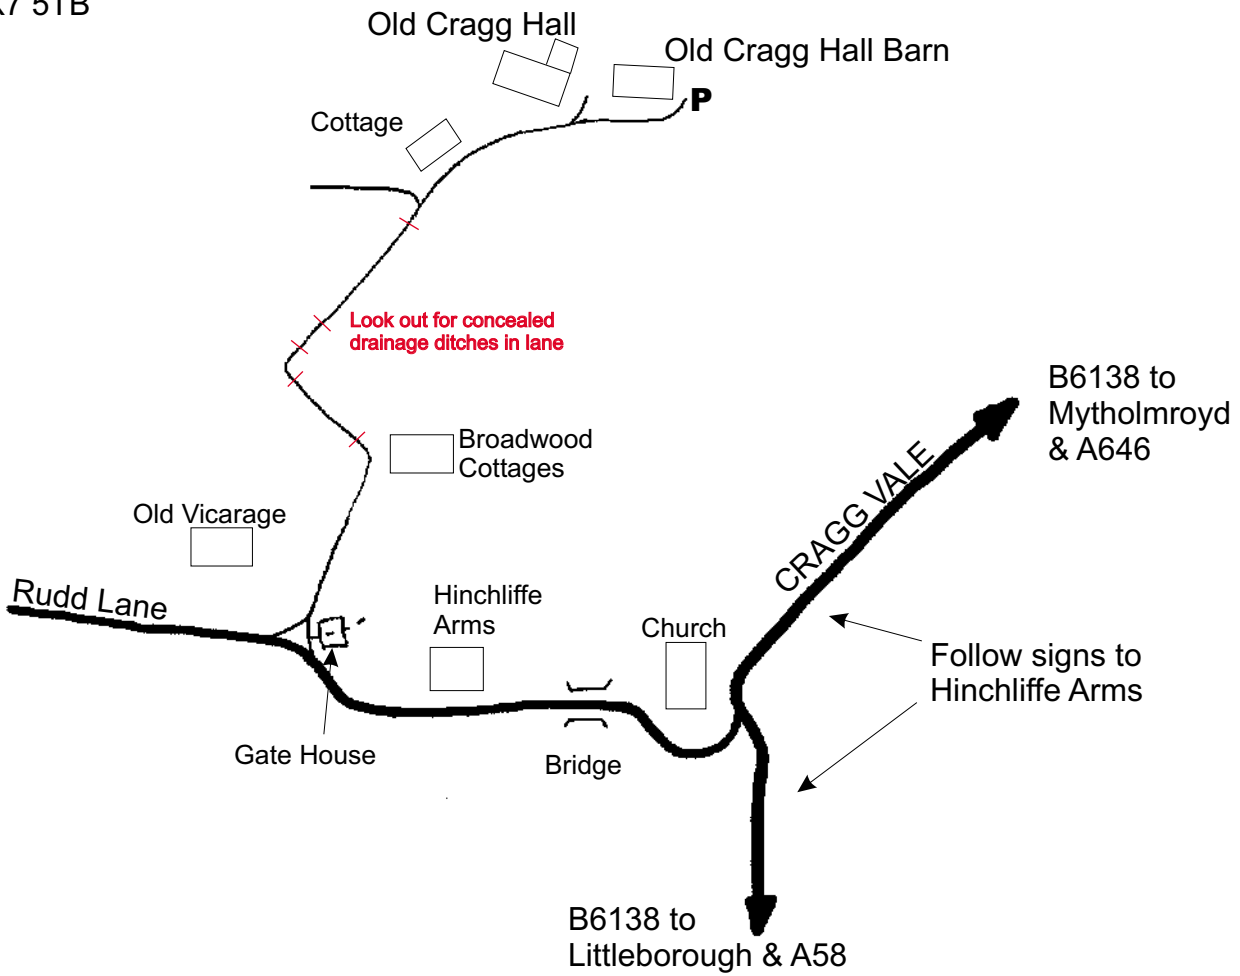 5TB
Old Cragg Hall
Old Cragg Hall Barn
P
Cottage
Look out for concealed
drainage ditches in lane
B6138 to
Mytholmroyd
& A646
Broadwood
Cottages
CRAGG VALE
Old Vicarage
Rudd Lane
Hinchliffe
Arms
Church
Follow signs to
Hinchliffe Arms
Gate House
Bridge
B6138 to
Littleborough & A58